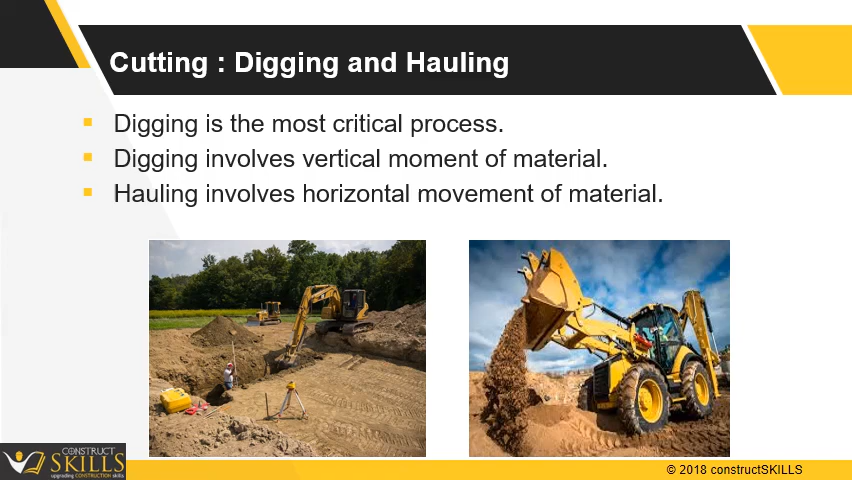 Cutting : Digging and Hauling
Digging is the most critical process.
Digging involves vertical moment of material.
Hauling involves horizontal movement of material.
CONSTRUCT
SKILLS
upgrading CONSTRUCTION skills
© 2018 constructSKILLS